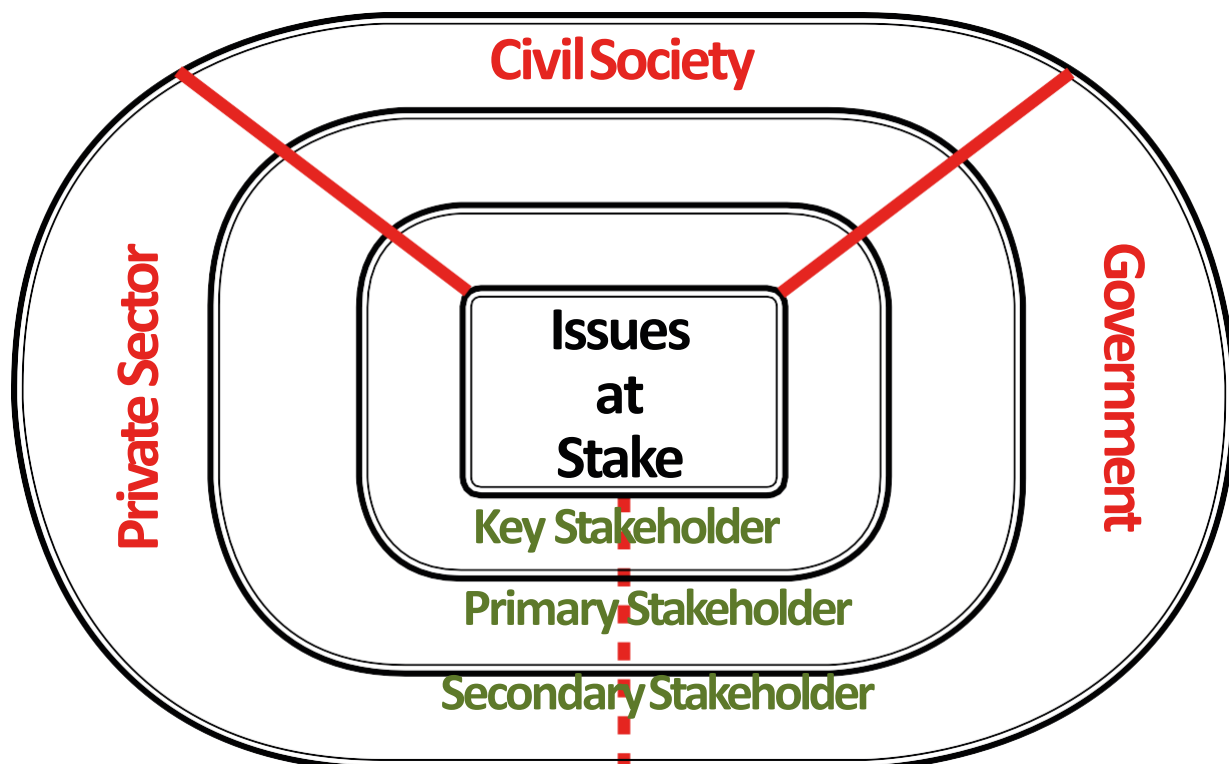 Civil Society
Private Sector
Government
Issues
at
Stake
Key Stakeholder
Primary Stakeholder
Secondary Stakeholder